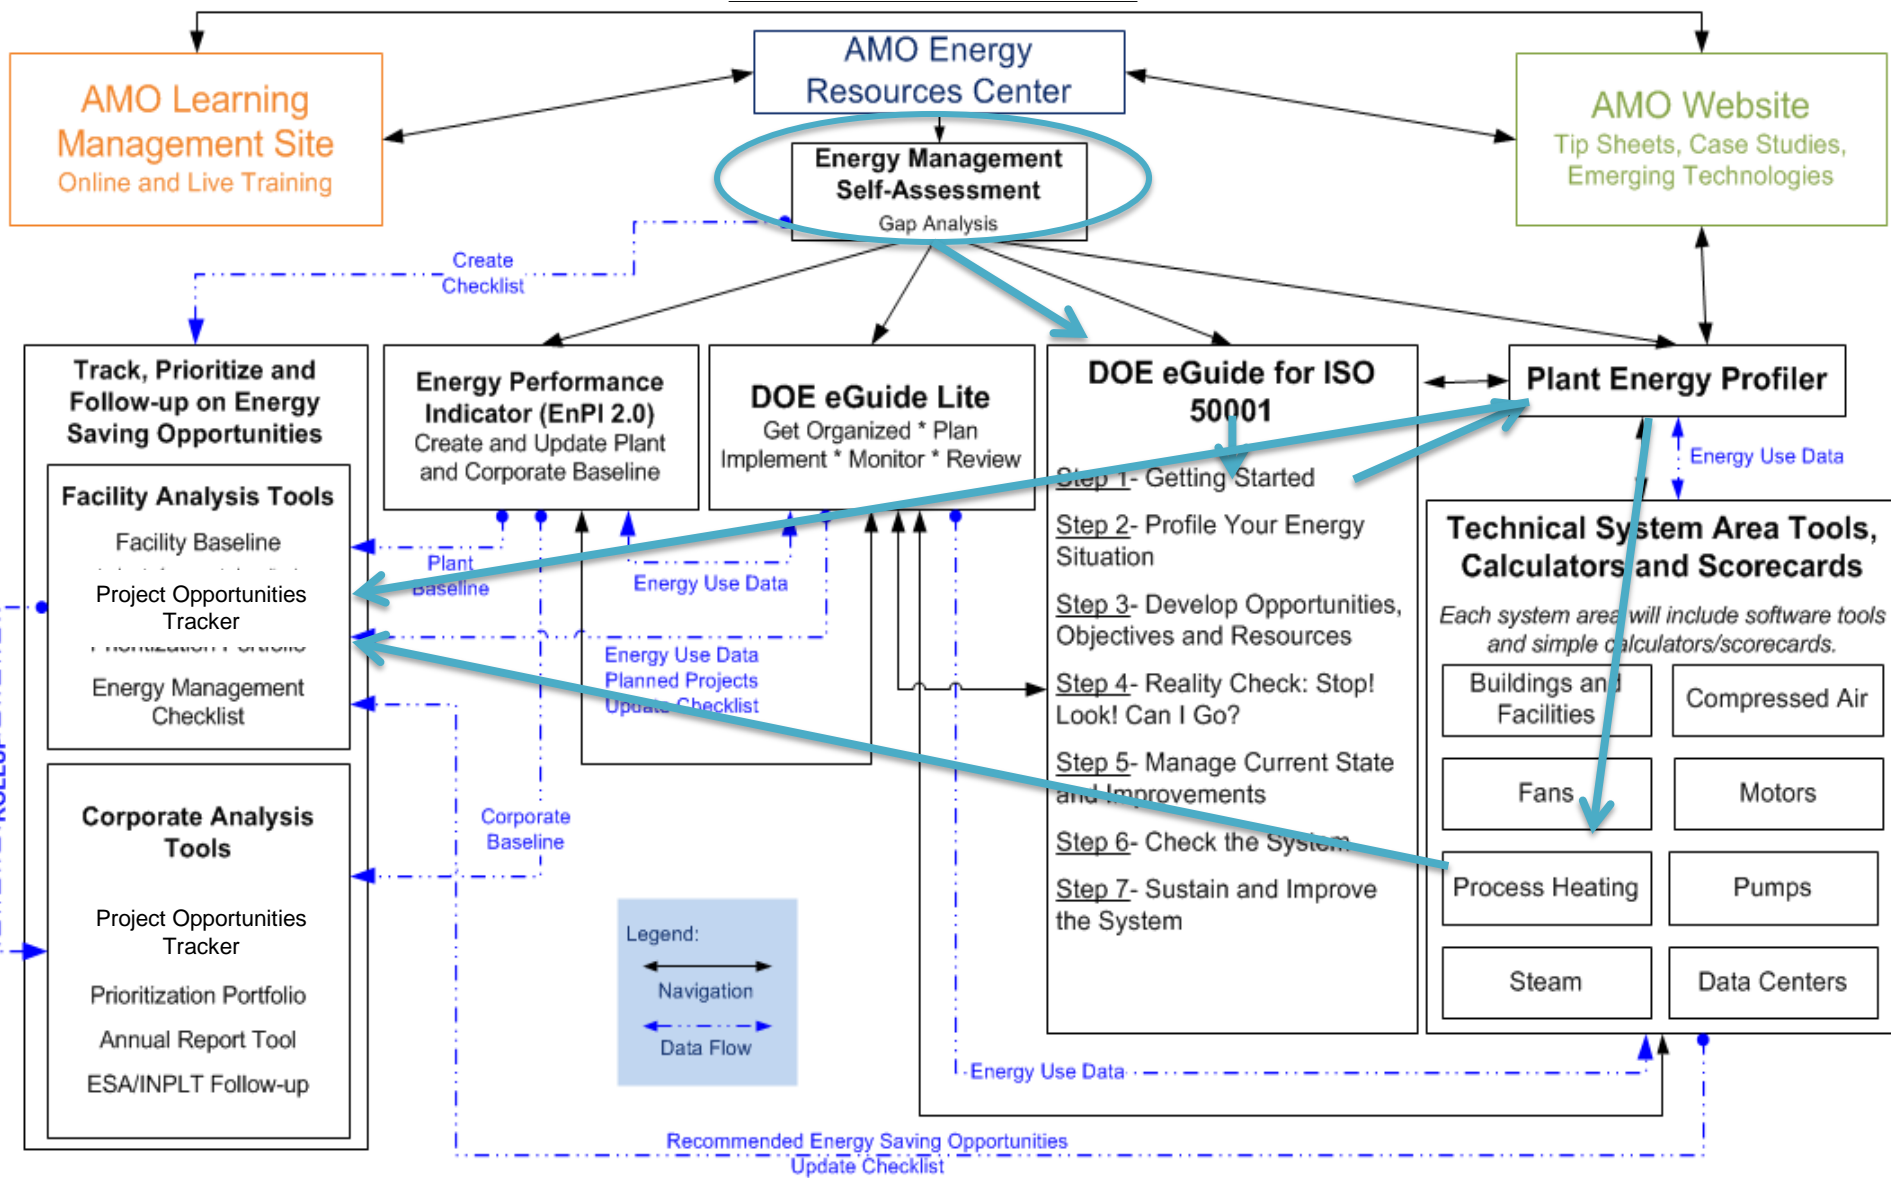 AMO Energy
Resources Center
AMO Learning
Management Site
Online and Live Training
AMO Website
Tip Sheets, Case Studies,
Emerging Technologies
Energy Management
Self-Assessment
Gap Analysis
Create
Checklist
Track, Prioritize and
Follow-up on Energy
Saving Opportunities
Facility Analysis Tools
Facility Baseline
Project Opportunities
Tracker
Prioritization Portfolio
Energy Management
Checklist
Corporate Analysis
Tools
Project Opportunities
Tracker
Prioritization Portfolio
Annual Report Tool
ESA/INPLT Follow-up
ROLLUP
Energy Performance
Indicator (EnPI 2.0)
Create and Update Plant
and Corporate Baseline
Plant
Baseline
Corporate
Baseline
DOE eGuide Lite
Get Organized * Plan
Implement * Monitor * Review
Energy Use Data
Energy Use Data
Planned Projects
Update Checklist
DOE eGuide for ISO
50001
Step 1- Getting Started
Step 2- Profile Your Energy
Situation
Step 3- Develop Opportunities,
Objectives and Resources
Step 4- Reality Check: Stop!
Look! Can I Go?
Step 5- Manage Current State
and Improvements
Step 6- Check the System
Step 7- Sustain and Improve
the System
Plant Energy Profiler
Energy Use Data
Technical System Area Tools,
Calculators and Scorecards
Each system area will include software tools
and simple calculators/scorecards.
Buildings and
Facilities
Compressed Air
Fans
Motors
Process Heating
Pumps
Steam
Data Centers
Legend:
Navigation
Data Flow
Energy Use Data
Recommended Energy Saving Opportunities
Update Checklist